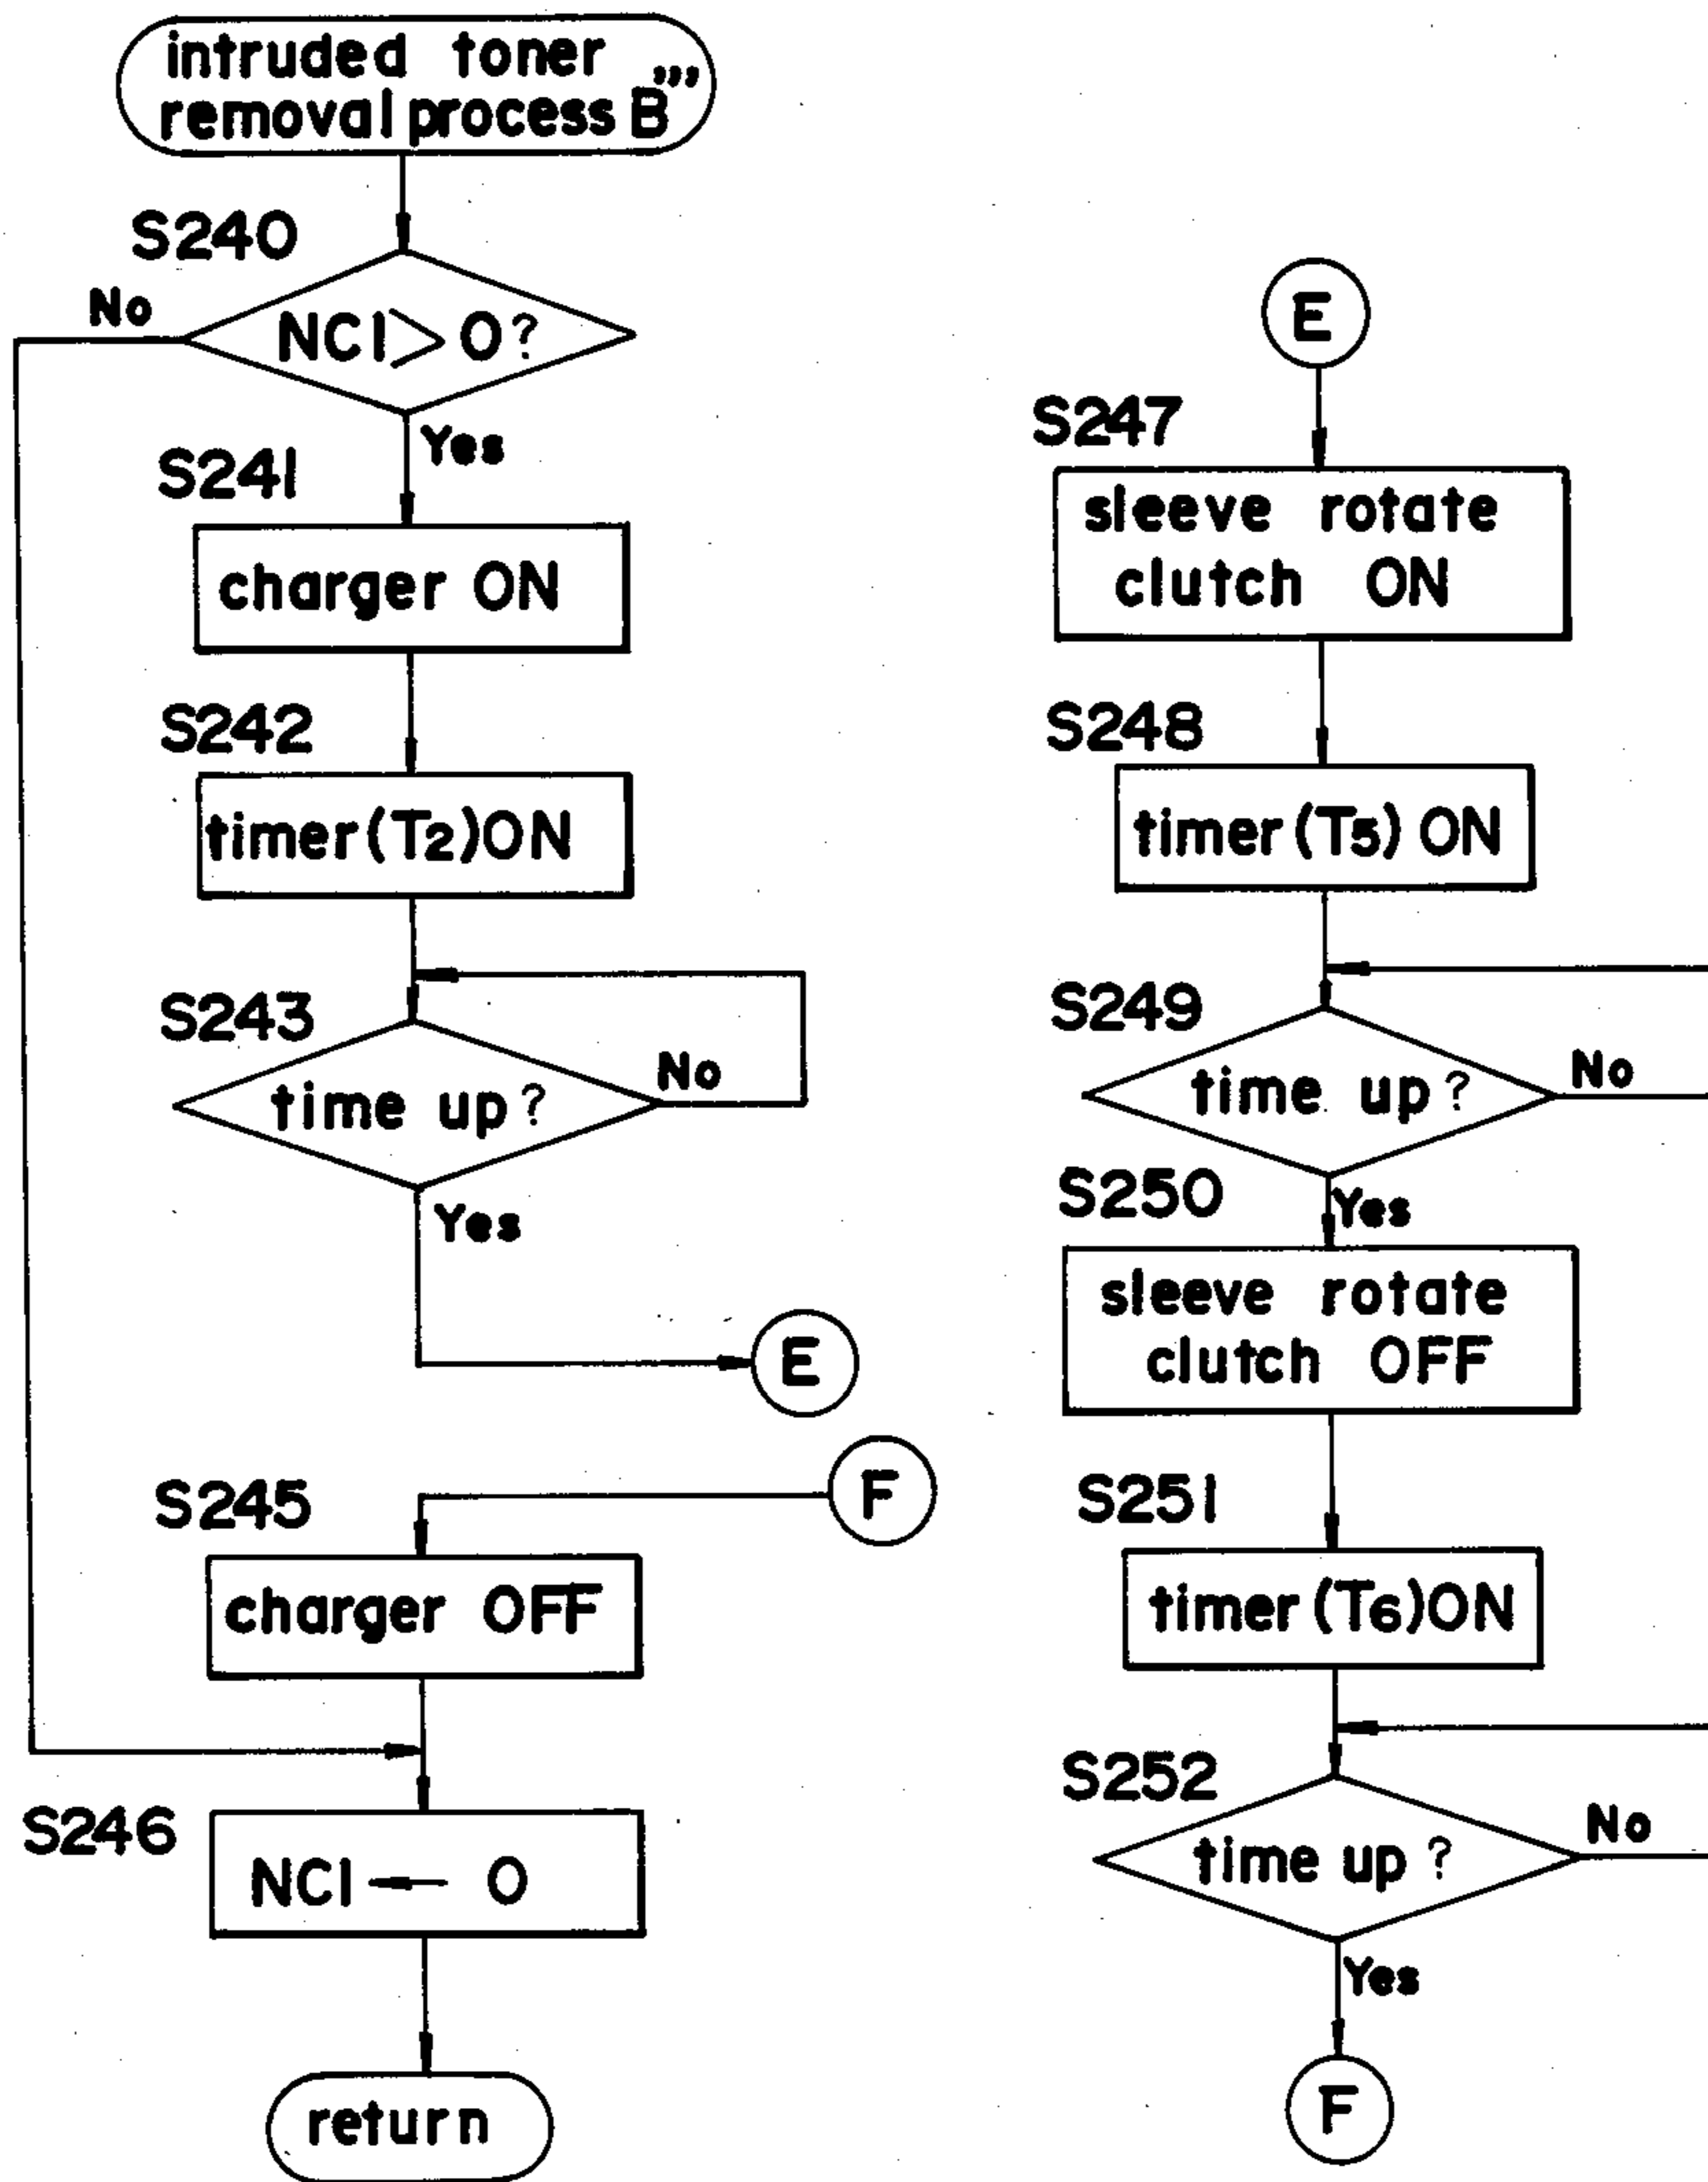 intruded toner
removal process B'''
S240
No
NC1>0?
Yes
S241
charger ON
S242
timer(T2)ON
S243
time up?
No
Yes
E
F
S245
charger OFF
S246
NC1← 0
return
E
S247
sleeve rotate
clutch ON
S248
timer(T5) ON
S249
time up?
No
S250
Yes
sleeve rotate
clutch OFF
S251
timer(T6)ON
S252
time up?
No
Yes
F